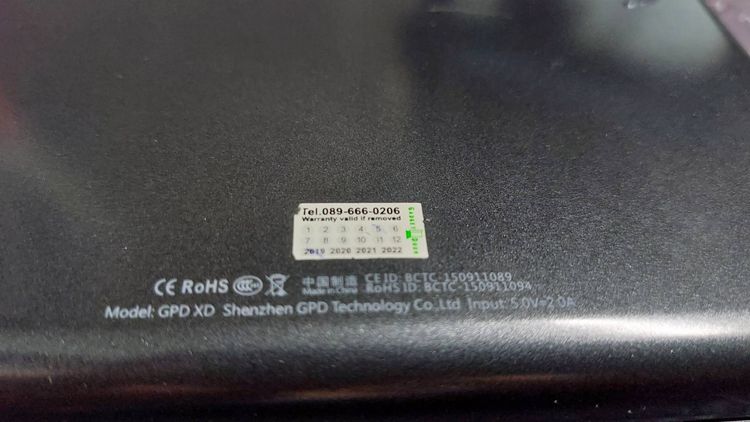 Tel.089-666-0206
Warranty valid if removed
1 2 3 4 5 6
7 8 9 10 11 12
2019 2020 2021 2022
CE RoHS CCC 中国制造 CE ID: BCTC-150911089
Made in China RoHS ID: BCTC-150911094
Model: GPD XD Shenzhen GPD Technology Co.,Ltd Input: 5.0V=2.0A